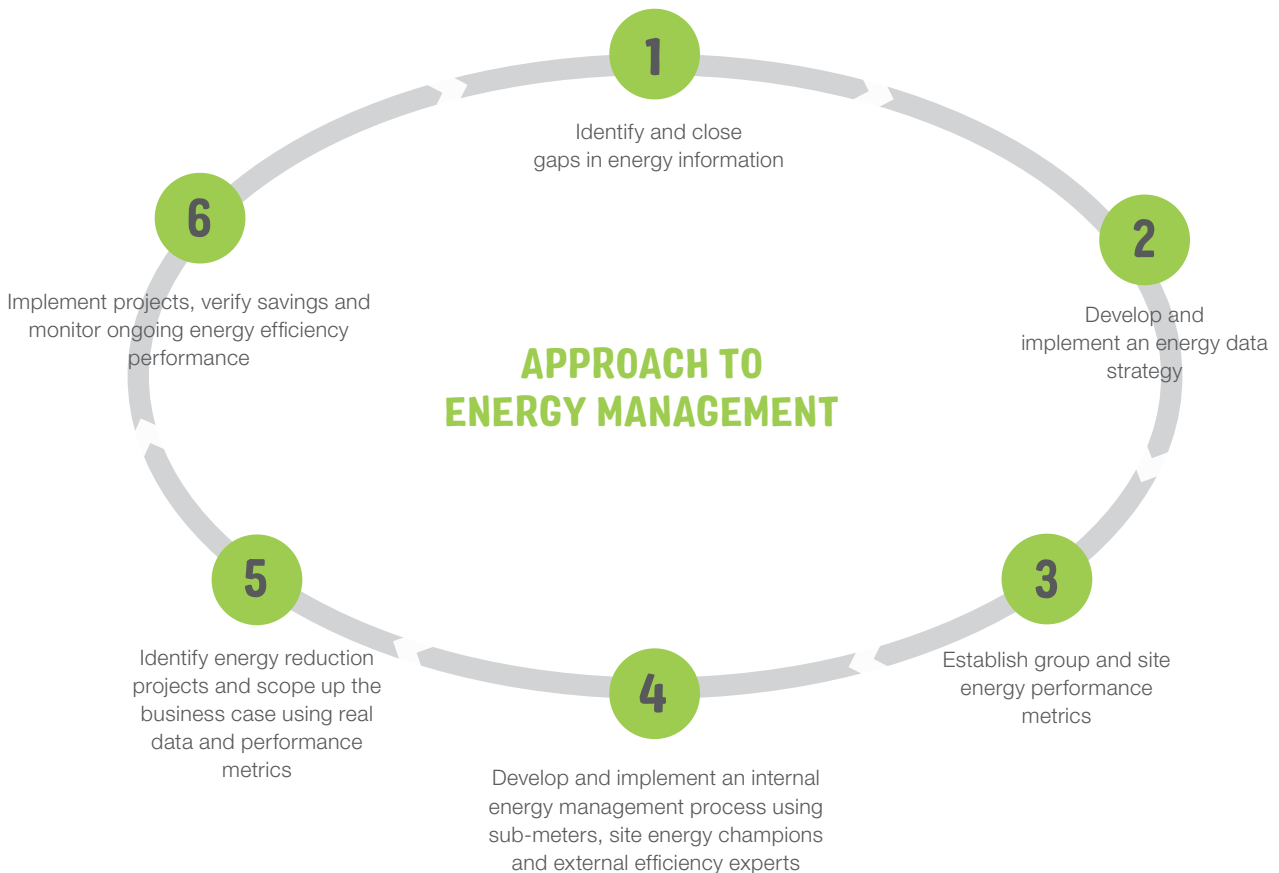 1
Identify and close
gaps in energy information
2
Develop and
implement an energy data
strategy
3
Establish group and site
energy performance
metrics
4
Develop and implement an internal
energy management process using
sub-meters, site energy champions
and external efficiency experts
5
Identify energy reduction
projects and scope up the
business case using real
data and performance
metrics
6
Implement projects, verify savings and
monitor ongoing energy efficiency
performance
APPROACH TO
ENERGY MANAGEMENT